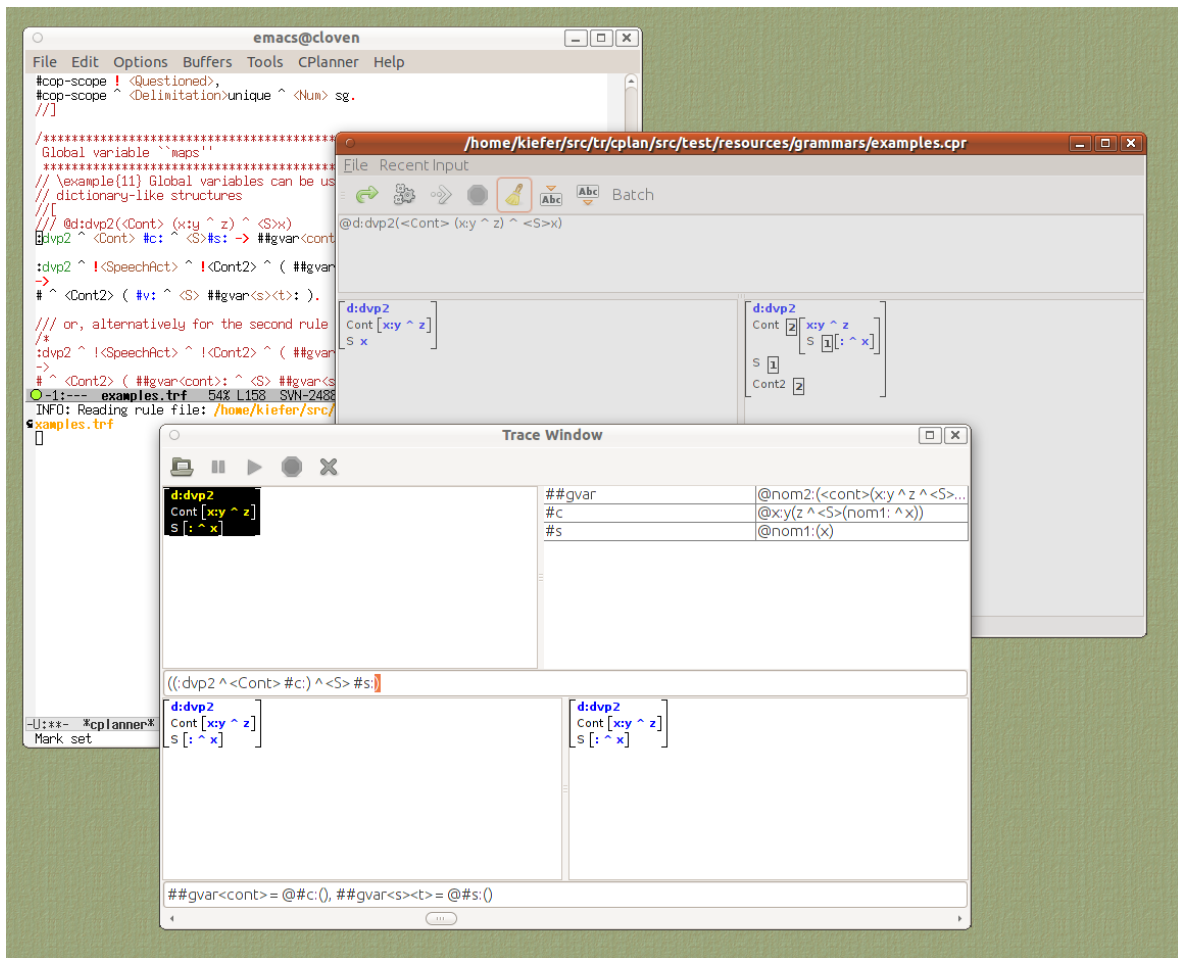 emacs@cloven
File Edit Options Buffers Tools CPlanner Help
#cop-scope ! <Questioned>,
#cop-scope ^ <Delimitation>unique ^ <Num> sg.
//]
/*****************************************
Global variable ``maps''
******************************************
// \example{11} Global variables can be us
// dictionary-like structures
//[
/// @d:dvp2(<Cont> (x:y ^ z) ^ <S>x)
:dvp2 ^ <Cont> #c: ^ <S>#s: -> ##gvar<cont
:dvp2 ^ !<SpeechAct> ^ !<Cont2> ^ ( ##gvar
->
# ^ <Cont2> ( #v: ^ <S> ##gvar<s><t>: ).
/// or, alternatively for the second rule
/*
:dvp2 ^ !<SpeechAct> ^ !<Cont2> ^ ( ##gvar
->
# ^ <Cont2> ( ##gvar<cont>: ^ <S> ##gvar<s
-1:--- examples.trf 54% L158 SVN-2488
INFO: Reading rule file: /home/kiefer/src/
xamples.trf
-U:**- *cplanner*
Mark set
/home/kiefer/src/tr/cplan/src/test/resources/grammars/examples.cpr
File Recent Input
Abc Abc Batch
@d:dvp2(<Cont> (x:y ^ z) ^ <S>x)
d:dvp2
Cont [x:y ^ z]
S x
d:dvp2
Cont 2 x:y ^ z
S 1 [: ^ x]
S 1
Cont2 2
Trace Window
d:dvp2
Cont [x:y ^ z]
S [: ^ x]
##gvar @nom2:(<cont>(x:y ^ z ^ <S>...
#c @x:y(z ^ <S>(nom1: ^ x))
#s @nom1:(x)
((:dvp2 ^ <Cont> #c:) ^ <S> #s:)
d:dvp2
Cont [x:y ^ z]
S [: ^ x]
d:dvp2
Cont [x:y ^ z]
S [: ^ x]
##gvar<cont> = @#c:(), ##gvar<s><t> = @#s:()